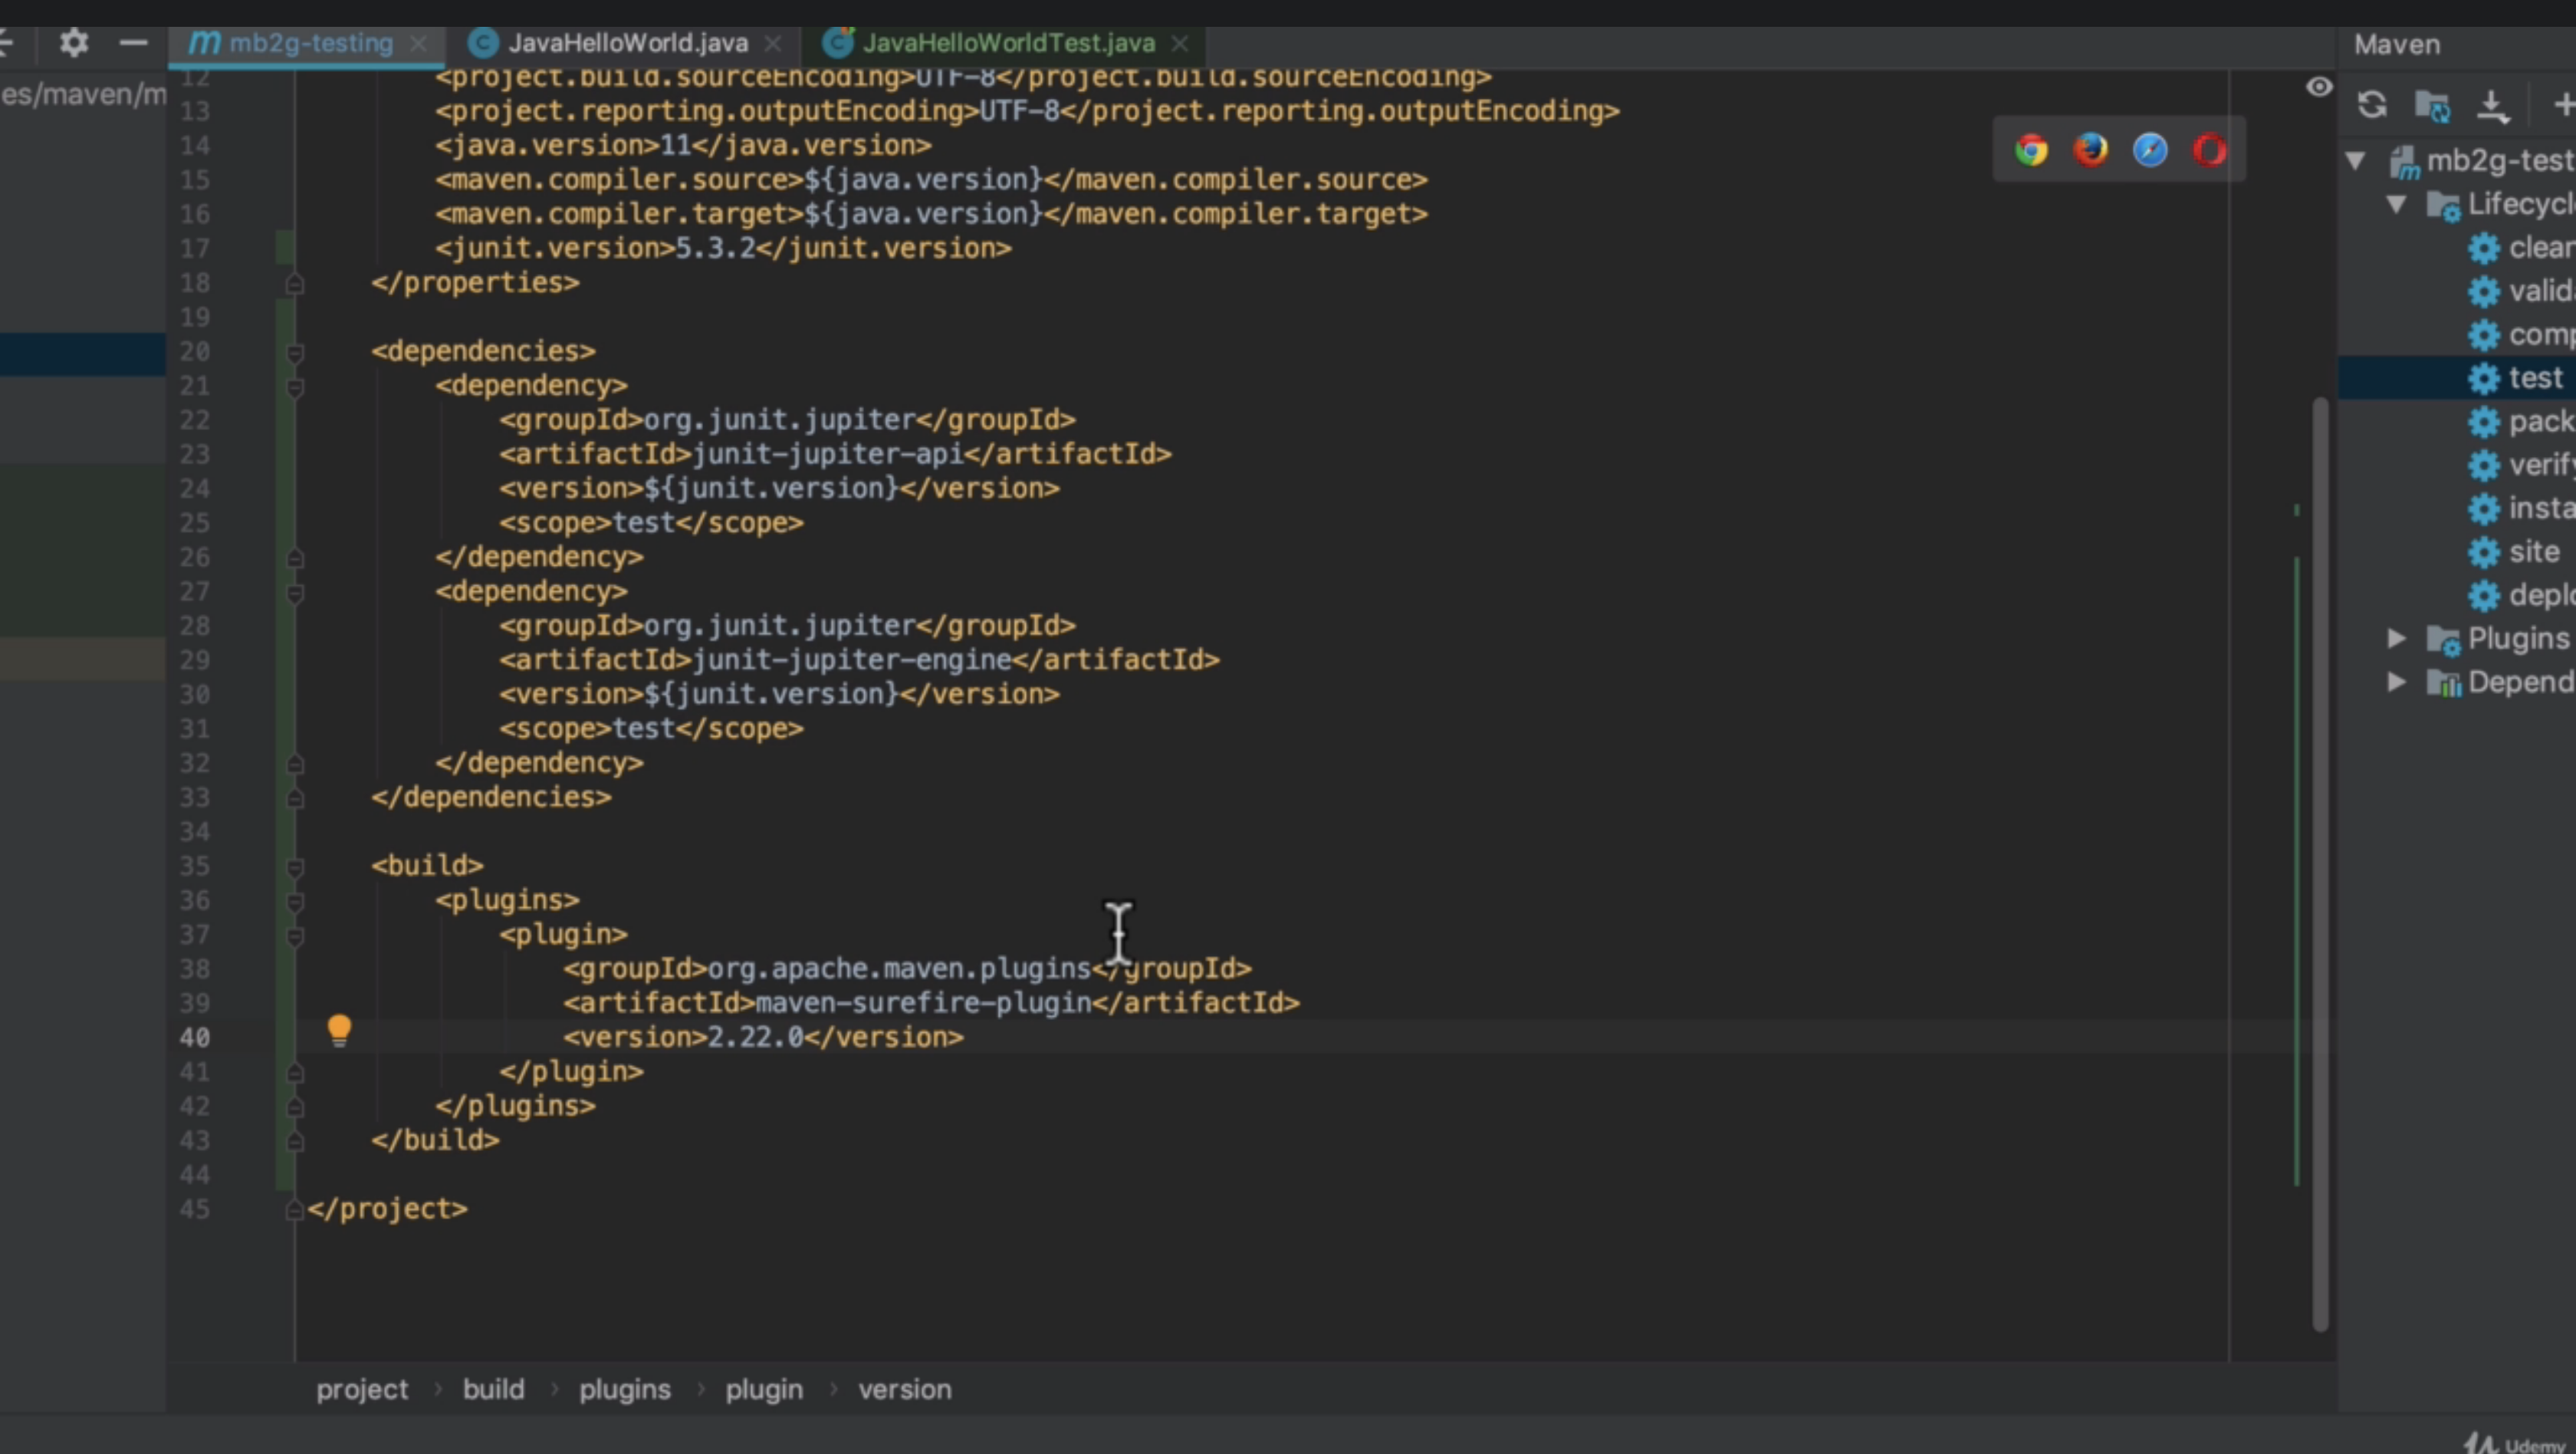 mb2g-testing JavaHelloWorld.java JavaHelloWorldTest.java Maven
es/maven/m
12 <project.build.sourceEncoding>UTF-8</project.build.sourceEncoding>
13 <project.reporting.outputEncoding>UTF-8</project.reporting.outputEncoding>
14 <java.version>11</java.version>
15 <maven.compiler.source>${java.version}</maven.compiler.source>
16 <maven.compiler.target>${java.version}</maven.compiler.target>
17 <junit.version>5.3.2</junit.version>
18 </properties>
19
20 <dependencies>
21 <dependency>
22 <groupId>org.junit.jupiter</groupId>
23 <artifactId>junit-jupiter-api</artifactId>
24 <version>${junit.version}</version>
25 <scope>test</scope>
26 </dependency>
27 <dependency>
28 <groupId>org.junit.jupiter</groupId>
29 <artifactId>junit-jupiter-engine</artifactId>
30 <version>${junit.version}</version>
31 <scope>test</scope>
32 </dependency>
33 </dependencies>
34
35 <build>
36 <plugins>
37 <plugin>
38 <groupId>org.apache.maven.plugins</groupId>
39 <artifactId>maven-surefire-plugin</artifactId>
40 <version>2.22.0</version>
41 </plugin>
42 </plugins>
43 </build>
44
45 </project>
project › build › plugins › plugin › version
mb2g-test
Lifecycl
clear
valid
comp
test
pack
verify
insta
site
deplo
Plugins
Depend
Udemy